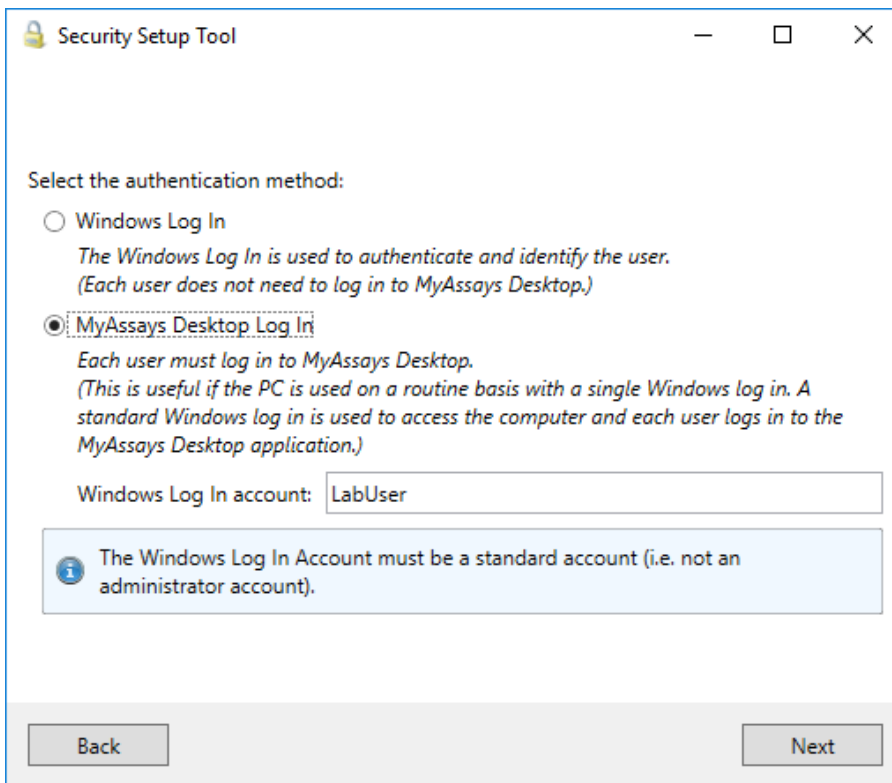 Security Setup Tool
Select the authentication method:
Windows Log In
The Windows Log In is used to authenticate and identify the user.
(Each user does not need to log in to MyAssays Desktop.)
MyAssays Desktop Log In
Each user must log in to MyAssays Desktop.
(This is useful if the PC is used on a routine basis with a single Windows log in. A
standard Windows log in is used to access the computer and each user logs in to the
MyAssays Desktop application.)
Windows Log In account: LabUser
The Windows Log In Account must be a standard account (i.e. not an
administrator account).
Back Next